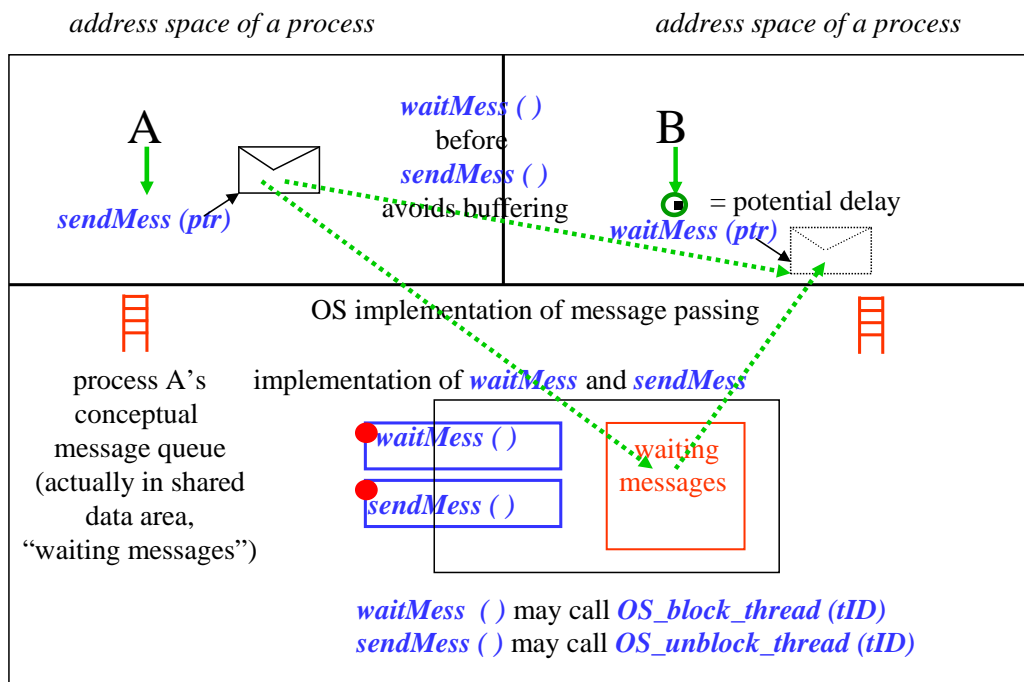 address space of a process
address space of a process
A
waitMess ( )
before
sendMess ( )
avoids buffering
B
sendMess (ptr)
= potential delay
waitMess (ptr)
OS implementation of message passing
process A's
conceptual
message queue
(actually in shared
data area,
“waiting messages”)
implementation of waitMess and sendMess
waitMess ( )
sendMess ( )
waiting
messages
waitMess ( ) may call OS_block_thread (tID)
sendMess ( ) may call OS_unblock_thread (tID)